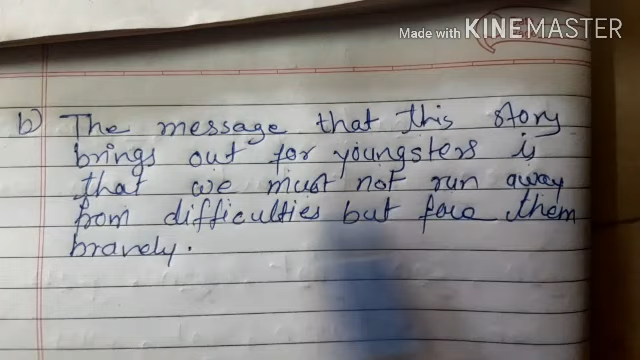 Made with KINEMASTER
b) The message that this story
brings out for youngsters is
that we must not run away
from difficulties but face them
bravely.